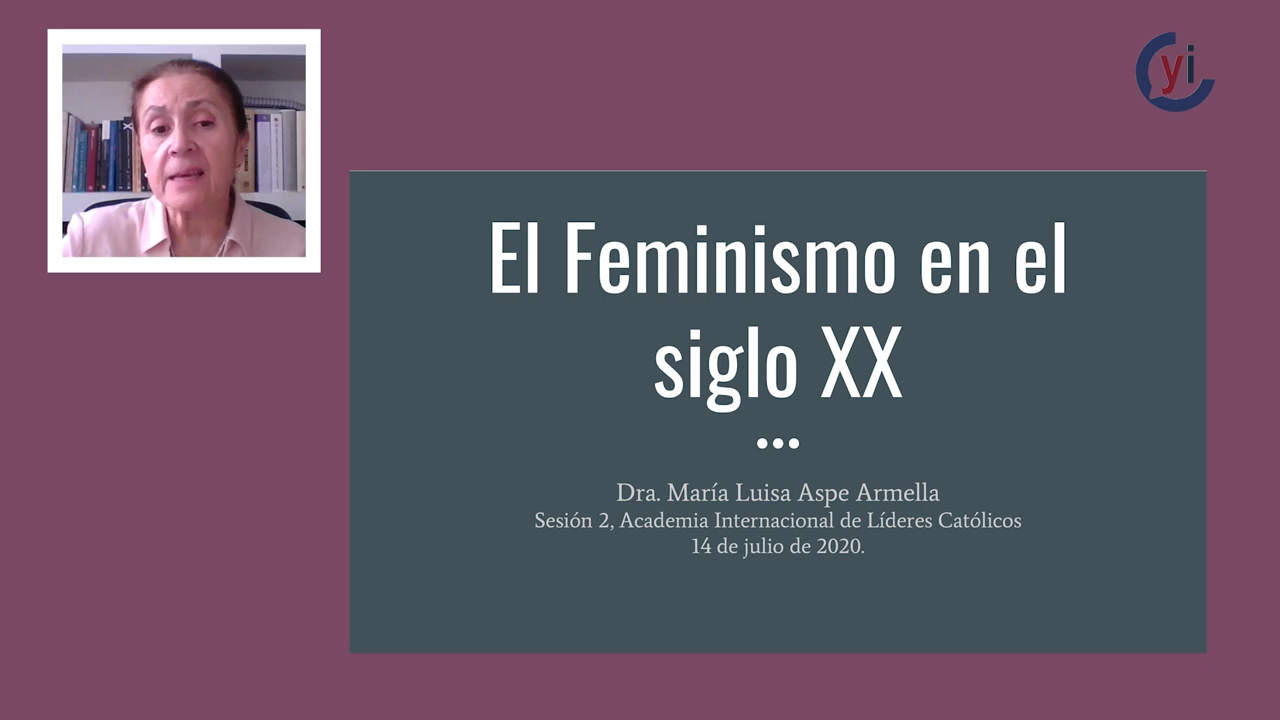 yi
El Feminismo en el
siglo XX
Dra. María Luisa Aspe Armella
Sesión 2, Academia Internacional de Líderes Católicos
14 de julio de 2020.